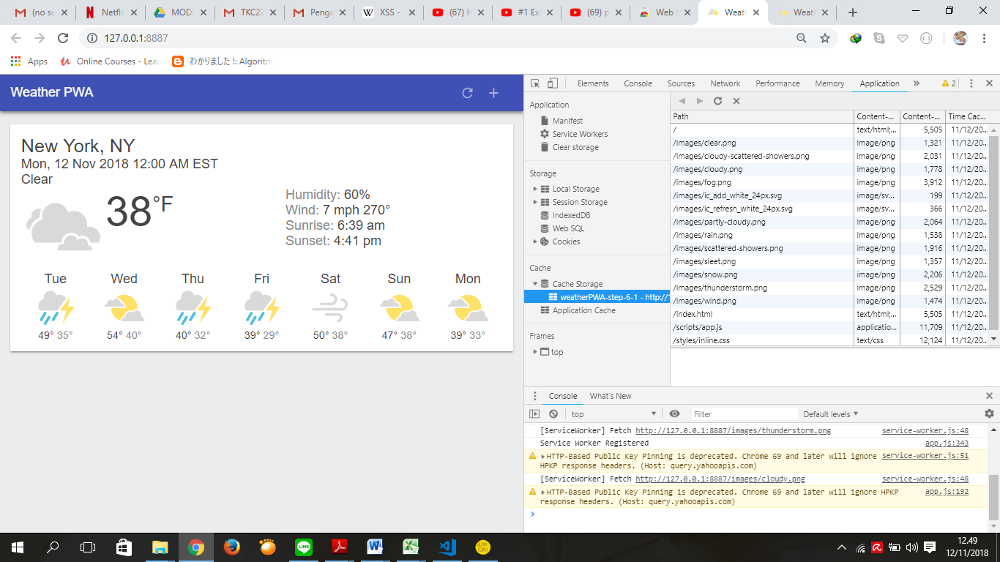 (no su
Netfli
MODU
TKC22
Penga
XSS -
(67) H
#1 Ex
(69) p
Web S
Weath
Weath
127.0.0.1:8887
Apps
Online Courses - Lear
わかりました !: Algoritm
Weather PWA
New York, NY
Mon, 12 Nov 2018 12:00 AM EST
Clear
38°F
Humidity: 60%
Wind: 7 mph 270°
Sunrise: 6:39 am
Sunset: 4:41 pm
Tue Wed Thu Fri Sat Sun Mon
49° 35° 54° 40° 40° 32° 39° 29° 50° 38° 47° 38° 39° 33°
Elements Console Sources Network Performance Memory Application » 2
Application
Manifest
Service Workers
Clear storage
Storage
Local Storage
Session Storage
IndexedDB
Web SQL
Cookies
Cache
Cache Storage
weatherPWA-step-6-1 - http://1
Application Cache
Frames
top
Path Content-... Content-... Time Cac...
/ text/html;... 5,505 11/12/20...
/images/clear.png image/png 1,321 11/12/20...
/images/cloudy-scattered-showers.png image/png 2,031 11/12/20...
/images/cloudy.png image/png 1,778 11/12/20...
/images/fog.png image/png 3,912 11/12/20...
/images/ic_add_white_24px.svg image/sv... 199 11/12/20...
/images/ic_refresh_white_24px.svg image/sv... 366 11/12/20...
/images/partly-cloudy.png image/png 2,064 11/12/20...
/images/rain.png image/png 1,538 11/12/20...
/images/scattered-showers.png image/png 1,916 11/12/20...
/images/sleet.png image/png 1,357 11/12/20...
/images/snow.png image/png 2,206 11/12/20...
/images/thunderstorm.png image/png 2,529 11/12/20...
/images/wind.png image/png 1,474 11/12/20...
/index.html text/html;... 5,505 11/12/20...
/scripts/app.js applicatio... 11,709 11/12/20...
/styles/inline.css text/css 12,124 11/12/20...
Console What's New
top Filter Default levels
[ServiceWorker] Fetch http://127.0.0.1:8887/images/thunderstorm.png service-worker.js:48
Service Worker Registered app.js:343
HTTP-Based Public Key Pinning is deprecated. Chrome 69 and later will ignore service-worker.js:51
HPKP response headers. (Host: query.yahooapis.com)
[ServiceWorker] Fetch http://127.0.0.1:8887/images/cloudy.png service-worker.js:48
HTTP-Based Public Key Pinning is deprecated. Chrome 69 and later will ignore HPKP app.js:192
response headers. (Host: query.yahooapis.com)
LINE
12.49
12/11/2018